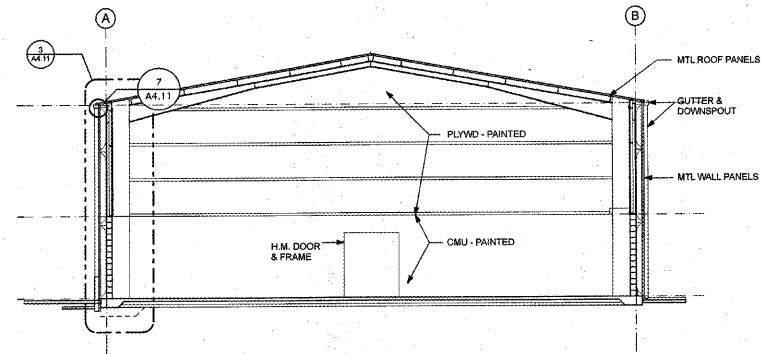 A
B
3
A4.11
7
A4.11
MTL ROOF PANELS
GUTTER &
DOWNSPOUT
PLYWD - PAINTED
MTL WALL PANELS
H.M. DOOR
& FRAME
CMU - PAINTED